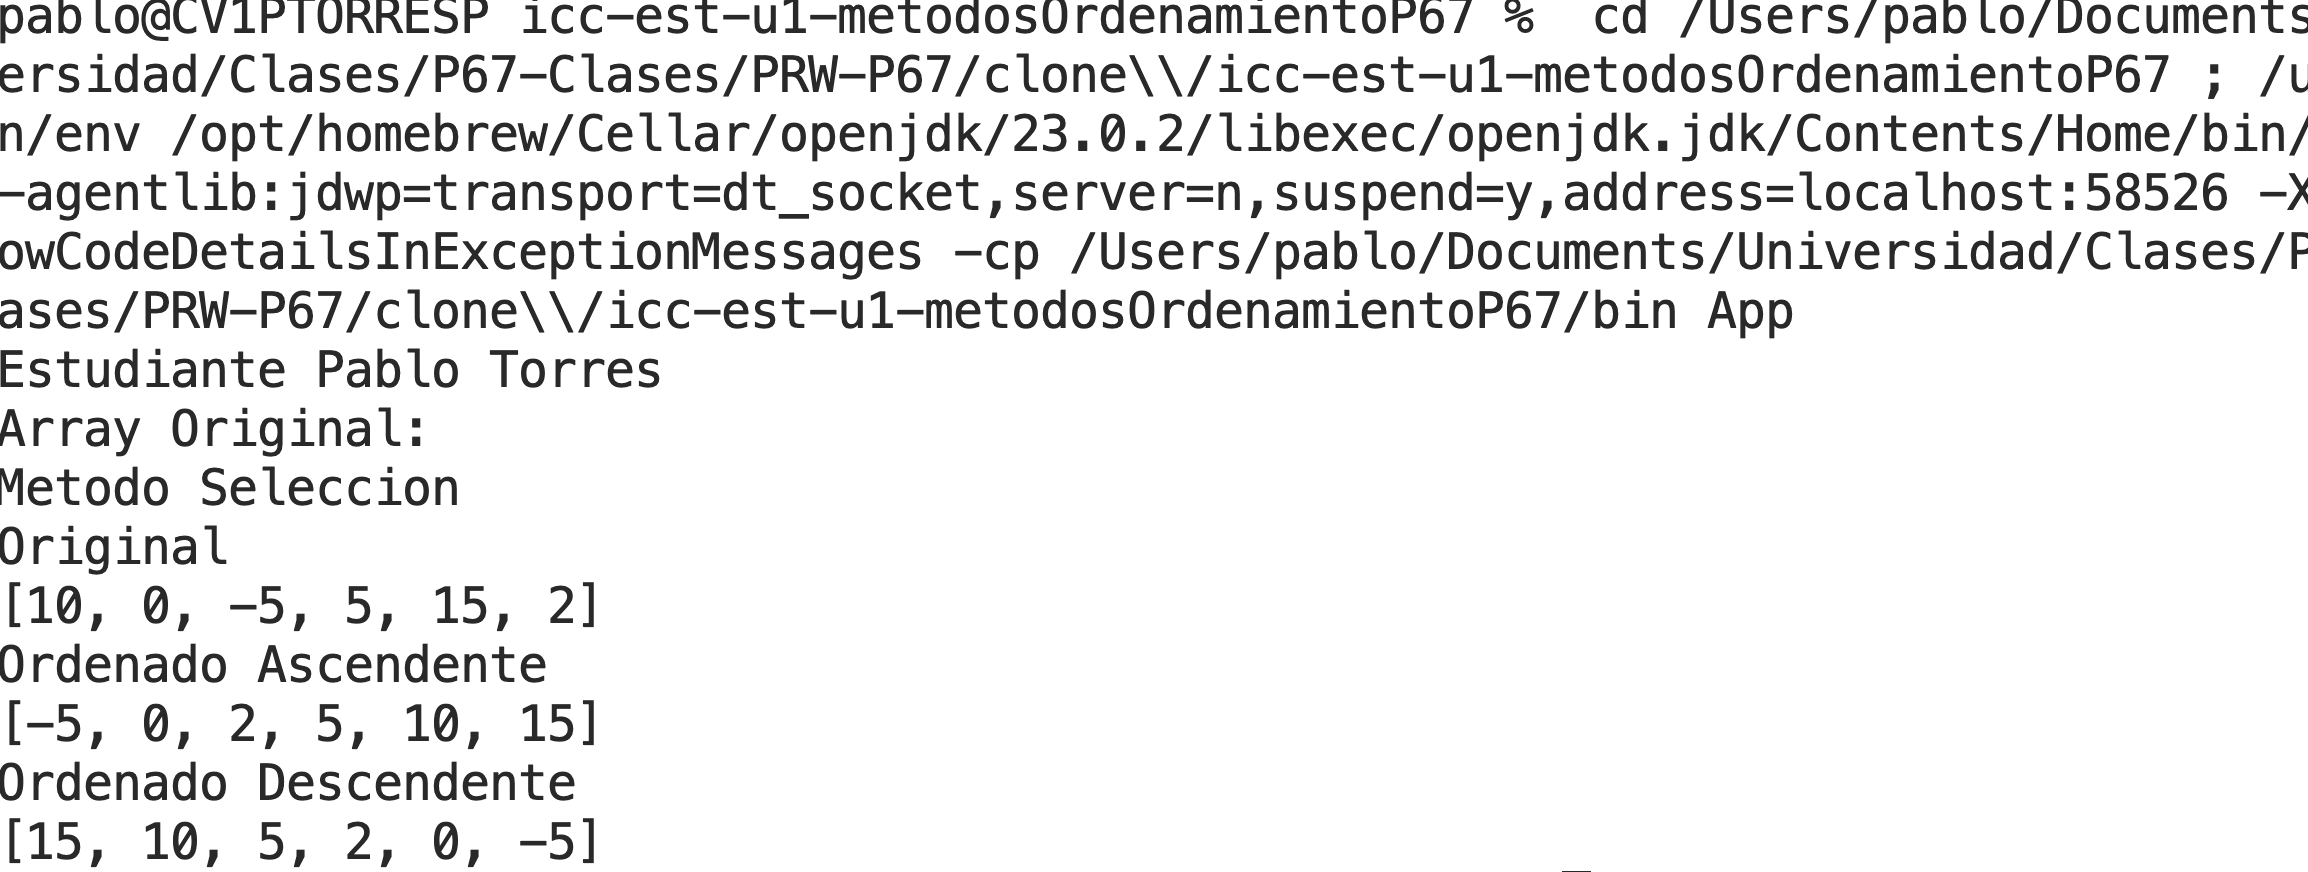 pablo@CV1PTORRESP icc-est-u1-metodosOrdenamientoP67 %  cd /Users/pablo/Documents
ersidad/Clases/P67-Clases/PRW-P67/clone\\/icc-est-u1-metodosOrdenamientoP67 ; /u
n/env /opt/homebrew/Cellar/openjdk/23.0.2/libexec/openjdk.jdk/Contents/Home/bin/
-agentlib:jdwp=transport=dt_socket,server=n,suspend=y,address=localhost:58526 -X
owCodeDetailsInExceptionMessages -cp /Users/pablo/Documents/Universidad/Clases/P
ases/PRW-P67/clone\\/icc-est-u1-metodosOrdenamientoP67/bin App
Estudiante Pablo Torres
Array Original:
Metodo Seleccion
Original
[10, 0, -5, 5, 15, 2]
Ordenado Ascendente
[-5, 0, 2, 5, 10, 15]
Ordenado Descendente
[15, 10, 5, 2, 0, -5]